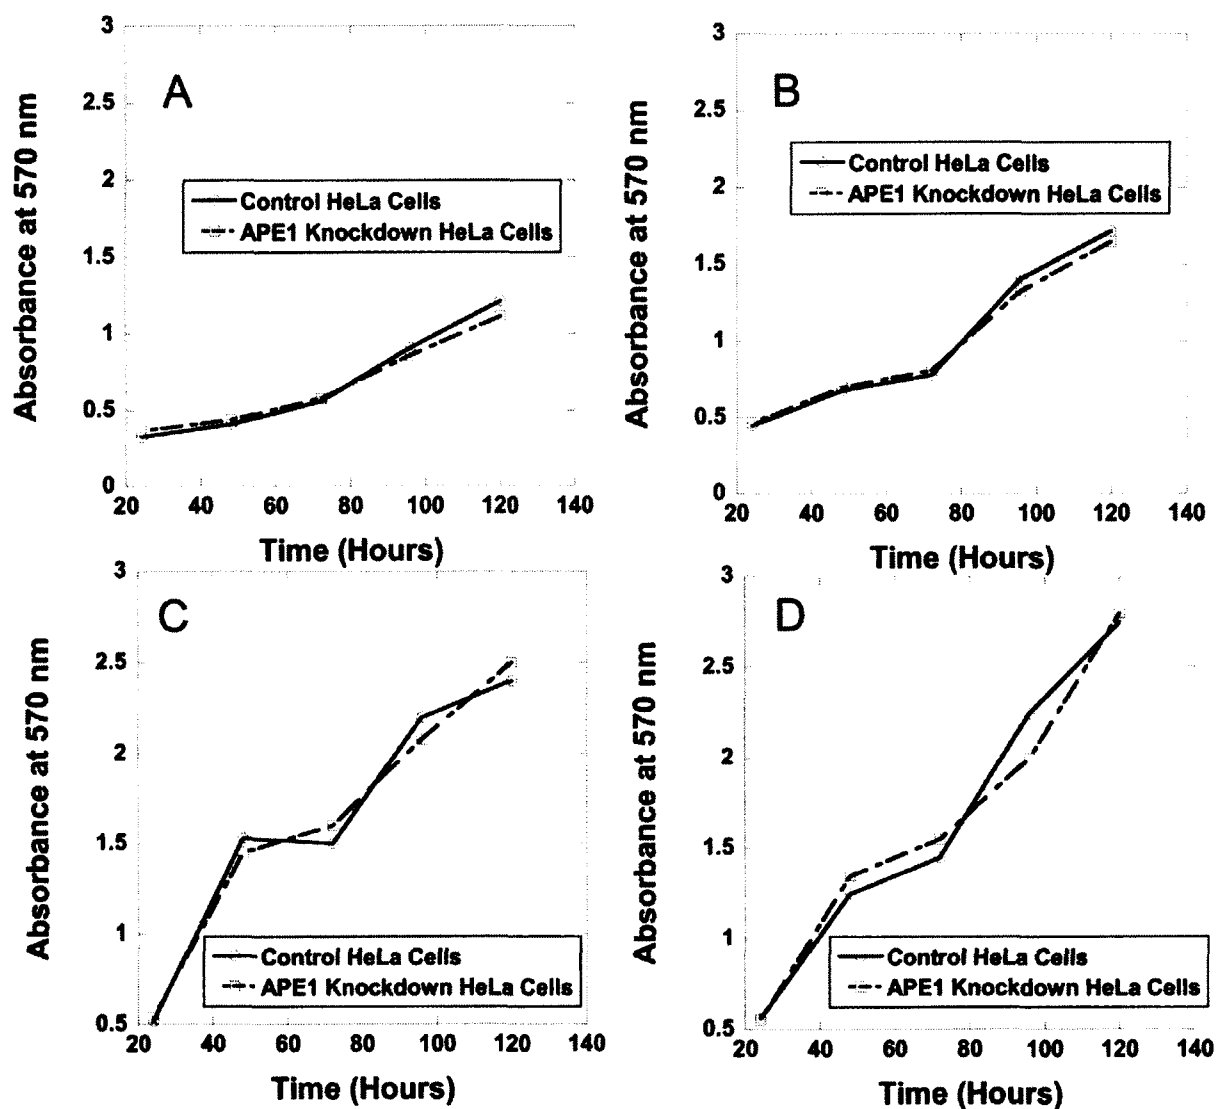 A
Absorbance at 570 nm
3
2.5
2
1.5
1
0.5
0
Control HeLa Cells
APE1 Knockdown HeLa Cells
20 40 60 80 100 120 140
Time (Hours)
B
Absorbance at 570 nm
3
2.5
2
1.5
1
0.5
0
Control HeLa Cells
APE1 Knockdown HeLa Cells
20 40 60 80 100 120 140
Time (Hours)
C
Absorbance at 570 nm
3
2.5
2
1.5
1
0.5
Control HeLa Cells
APE1 Knockdown HeLa Cells
20 40 60 80 100 120 140
Time (Hours)
D
Absorbance at 570 nm
3
2.5
2
1.5
1
0.5
Control HeLa Cells
APE1 Knockdown HeLa Cells
20 40 60 80 100 120 140
Time (Hours)